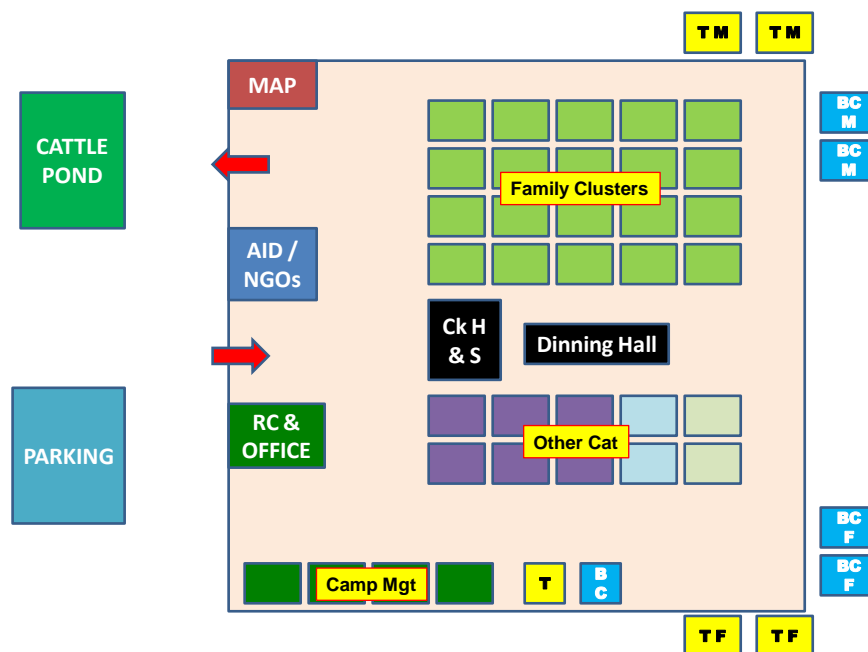 T M
T M
MAP
BC
M
CATTLE
POND
BC
M
Family Clusters
AID /
NGOs
Ck H
& S
Dinning Hall
RC &
OFFICE
PARKING
Other Cat
BC
F
BC
F
Camp Mgt
T
B
C
T F
T F